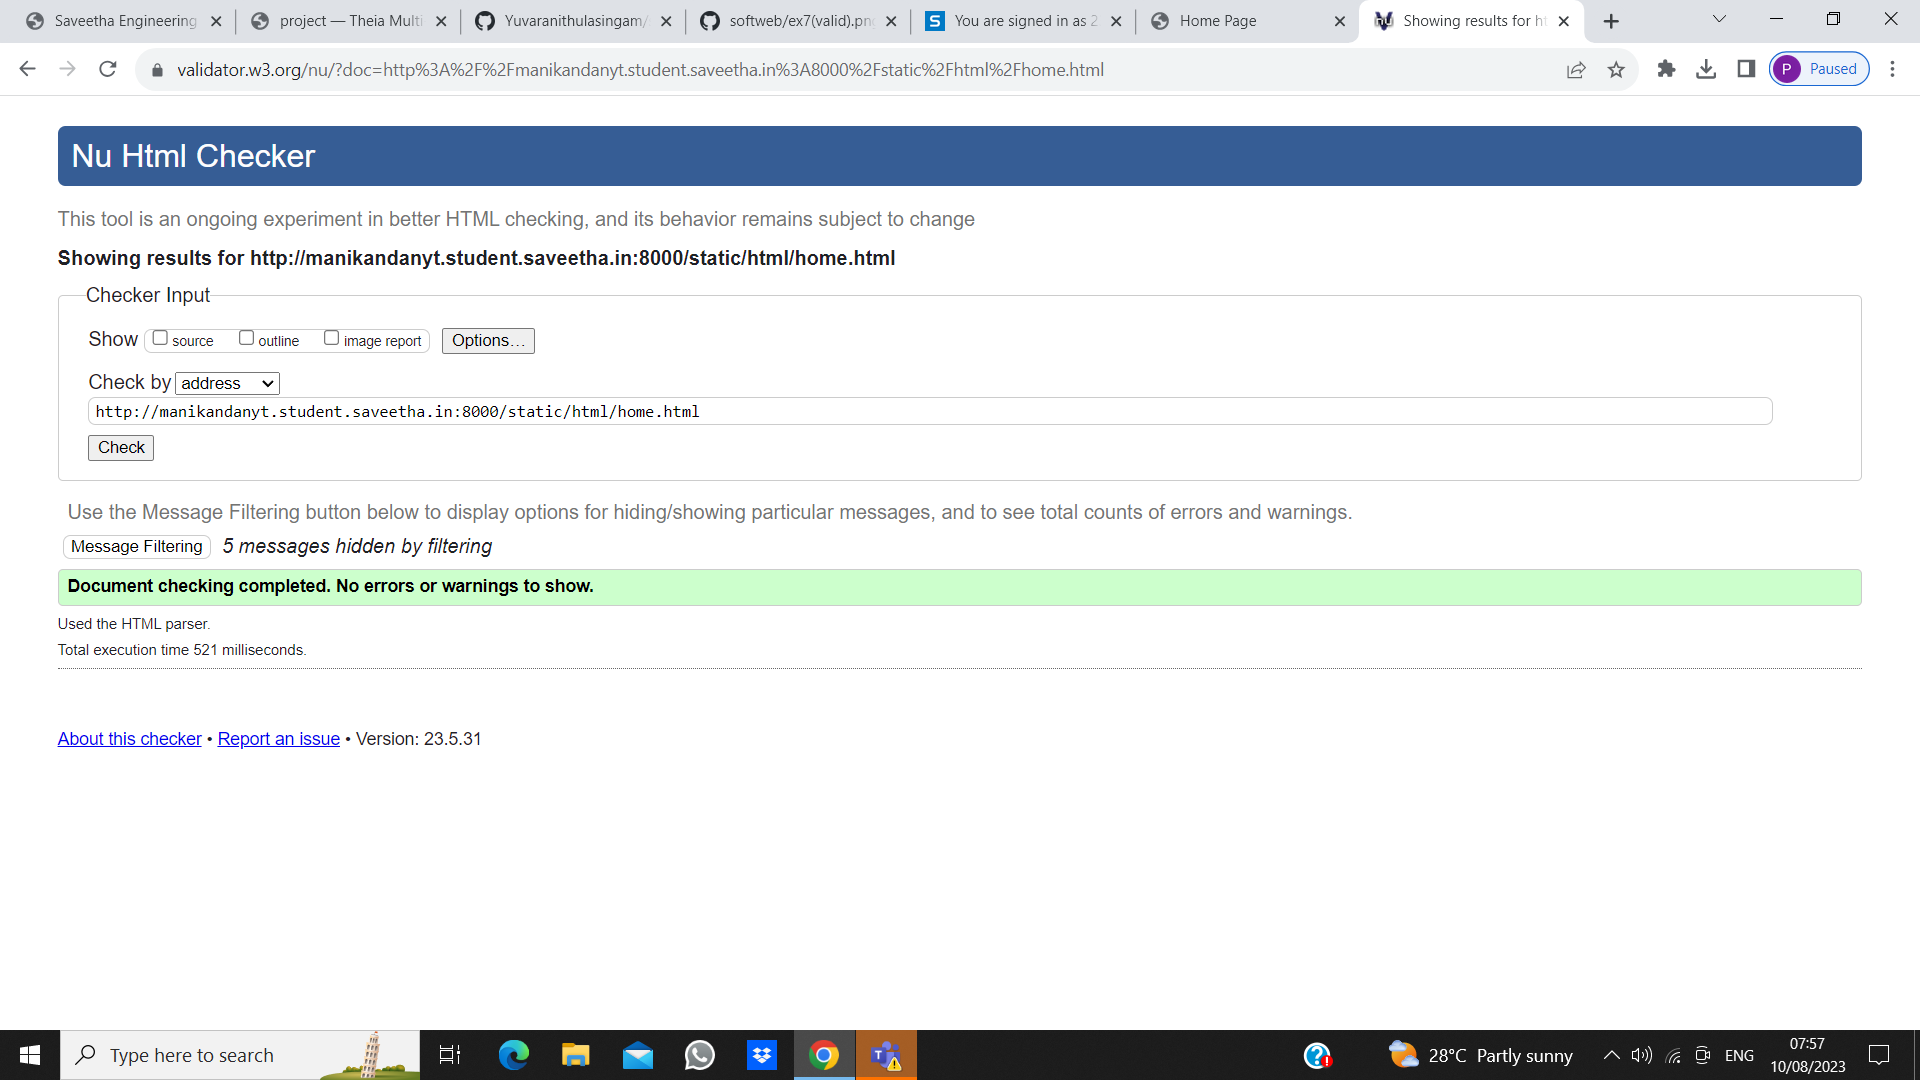 Saveetha Engineering
project — Theia Multi
Yuvaranithulasingam/
softweb/ex7(valid).pn
You are signed in as 2
Home Page
Showing results for ht
validator.w3.org/nu/?doc=http%3A%2F%2Fmanikandanyt.student.saveetha.in%3A8000%2Fstatic%2Fhtml%2Fhome.html
P Paused
Nu Html Checker
This tool is an ongoing experiment in better HTML checking, and its behavior remains subject to change
Showing results for http://manikandanyt.student.saveetha.in:8000/static/html/home.html
Checker Input
Show source outline image report Options...
Check by address
http://manikandanyt.student.saveetha.in:8000/static/html/home.html
Check
Use the Message Filtering button below to display options for hiding/showing particular messages, and to see total counts of errors and warnings.
Message Filtering 5 messages hidden by filtering
Document checking completed. No errors or warnings to show.
Used the HTML parser.
Total execution time 521 milliseconds.
About this checker • Report an issue • Version: 23.5.31
Type here to search
28°C Partly sunny
ENG
07:57
10/08/2023